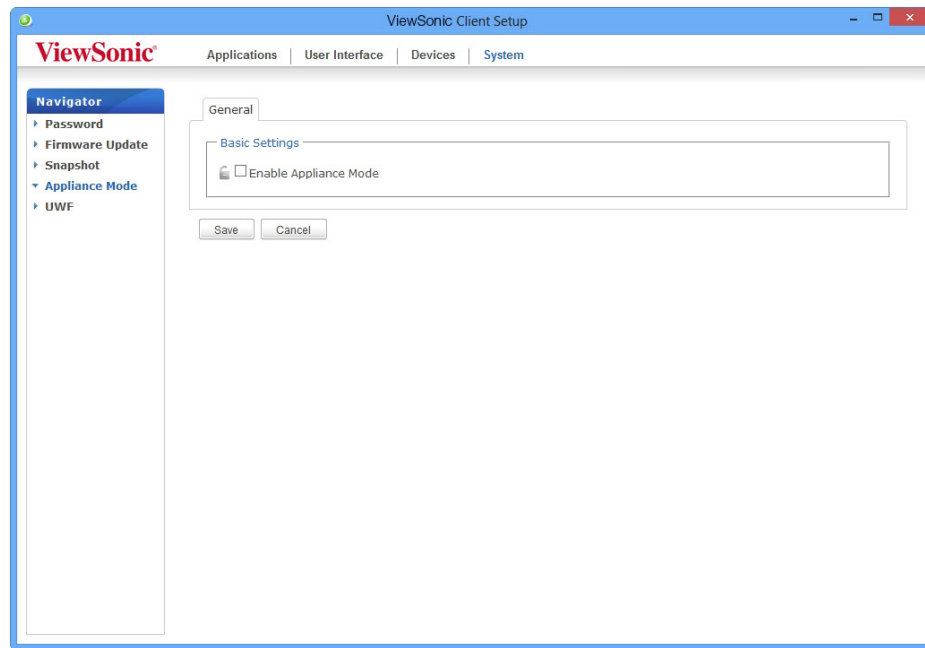 ViewSonic Client Setup
ViewSonic® Applications User Interface Devices System
Navigator
Password
Firmware Update
Snapshot
Appliance Mode
UWF
General
Basic Settings
Enable Appliance Mode
Save Cancel